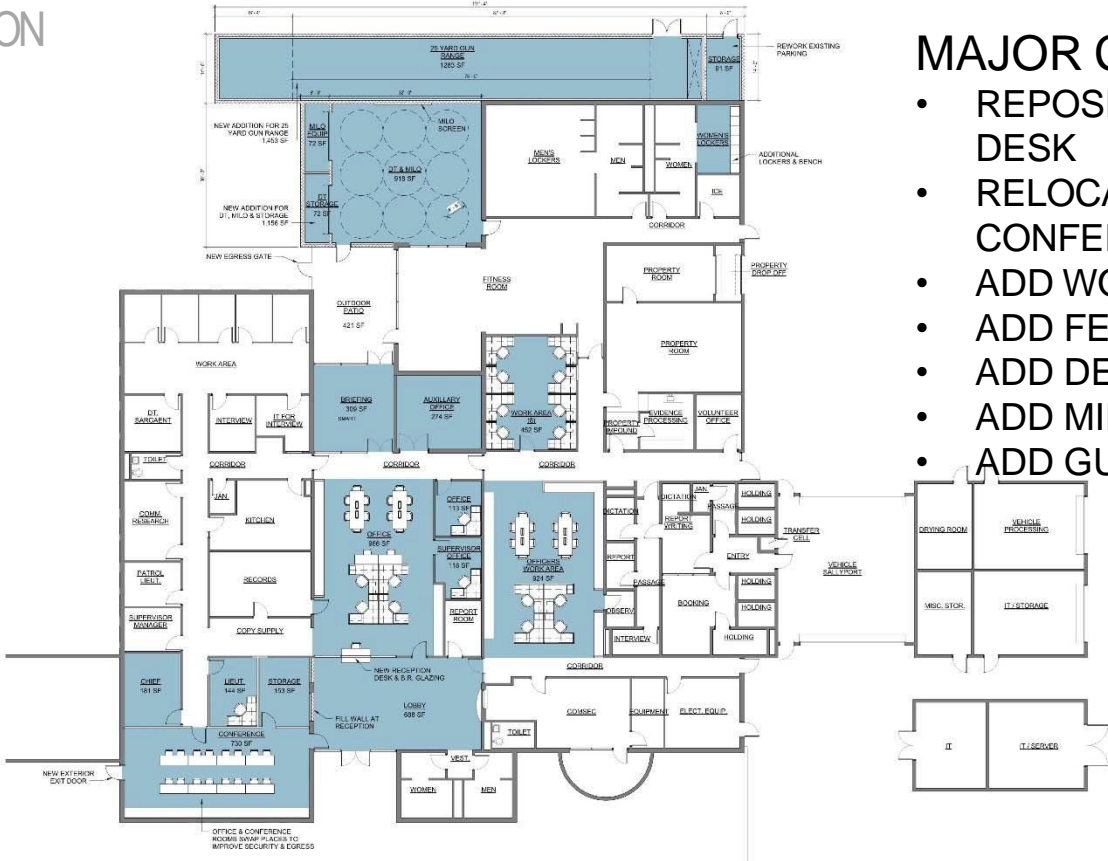 ON
MAJOR
• REPOSI
DESK
• RELOCA
CONFE
• ADD WO
• ADD FE
• ADD DE
• ADD MI
• ADD GU
25 YARD GUN
RANGE
1283 SF
STORAGE
91 SF
REWORK EXISTING
PARKING
NEW ADDITION FOR 25
YARD GUN RANGE
1,453 SF
MILO
EQUIP
72 SF
MILO
SCREEN
DT & MILO
918 SF
DT
STORAGE
72 SF
NEW ADDITION FOR
DT, MILO & STORAGE
1,156 SF
NEW EGRESS GATE
MEN'S
LOCKERS
MEN
WOMEN
WOMEN'S
LOCKERS
ADDITIONAL
LOCKERS & BENCH
ICE
CORRIDOR
OUTDOOR
PATIO
421 SF
FITNESS
ROOM
PROPERTY
ROOM
PROPERTY
DROP OFF
PROPERTY
ROOM
WORK AREA
BRIEFING
309 SF
AUXILLARY
OFFICE
274 SF
WORK AREA
(8)
452 SF
PROPERTY
IMPOUND
EVIDENCE
PROCESSING
VOLUNTEER
OFFICE
DT.
SARGENT
INTERVIEW
IT FOR
INTERVIEW
TOILET
CORRIDOR
CORRIDOR
CORRIDOR
JAN.
COMM.
RESEARCH
KITCHEN
OFFICE
966 SF
OFFICE
113 SF
SUPERVISOR
OFFICE
118 SF
OFFICERS
WORK AREA
924 SF
DICTATION
DICTATION
JAN.
PASSAGE
REPORT
WRITING
REPORT
HOLDING
HOLDING
TRANSFER
CELL
ENTRY
PASSAGE
VEHICLE
SALLYPORT
DRYING ROOM
VEHICLE
PROCESSING
PATROL
LIEUT.
RECORDS
SUPERVISOR
MANAGER
COPY SUPPLY
REPORT
ROOM
OBSERV.
INTERVIEW
BOOKING
HOLDING
HOLDING
HOLDING
MISC. STOR.
IT / STORAGE
CORRIDOR
CHIEF
181 SF
LIEUT.
144 SF
STORAGE
153 SF
NEW RECEPTION
DESK & B.R. GLAZING
LOBBY
688 SF
FILL WALL AT
RECEPTION
COMSEC
EQUIPMENT
ELECT. EQUIP.
TOILET
CONFERENCE
730 SF
VEST.
WOMEN
MEN
IT
IT / SERVER
NEW EXTERIOR
EXIT DOOR
OFFICE & CONFERENCE
ROOMS SWAP PLACES TO
IMPROVE SECURITY & EGRESS